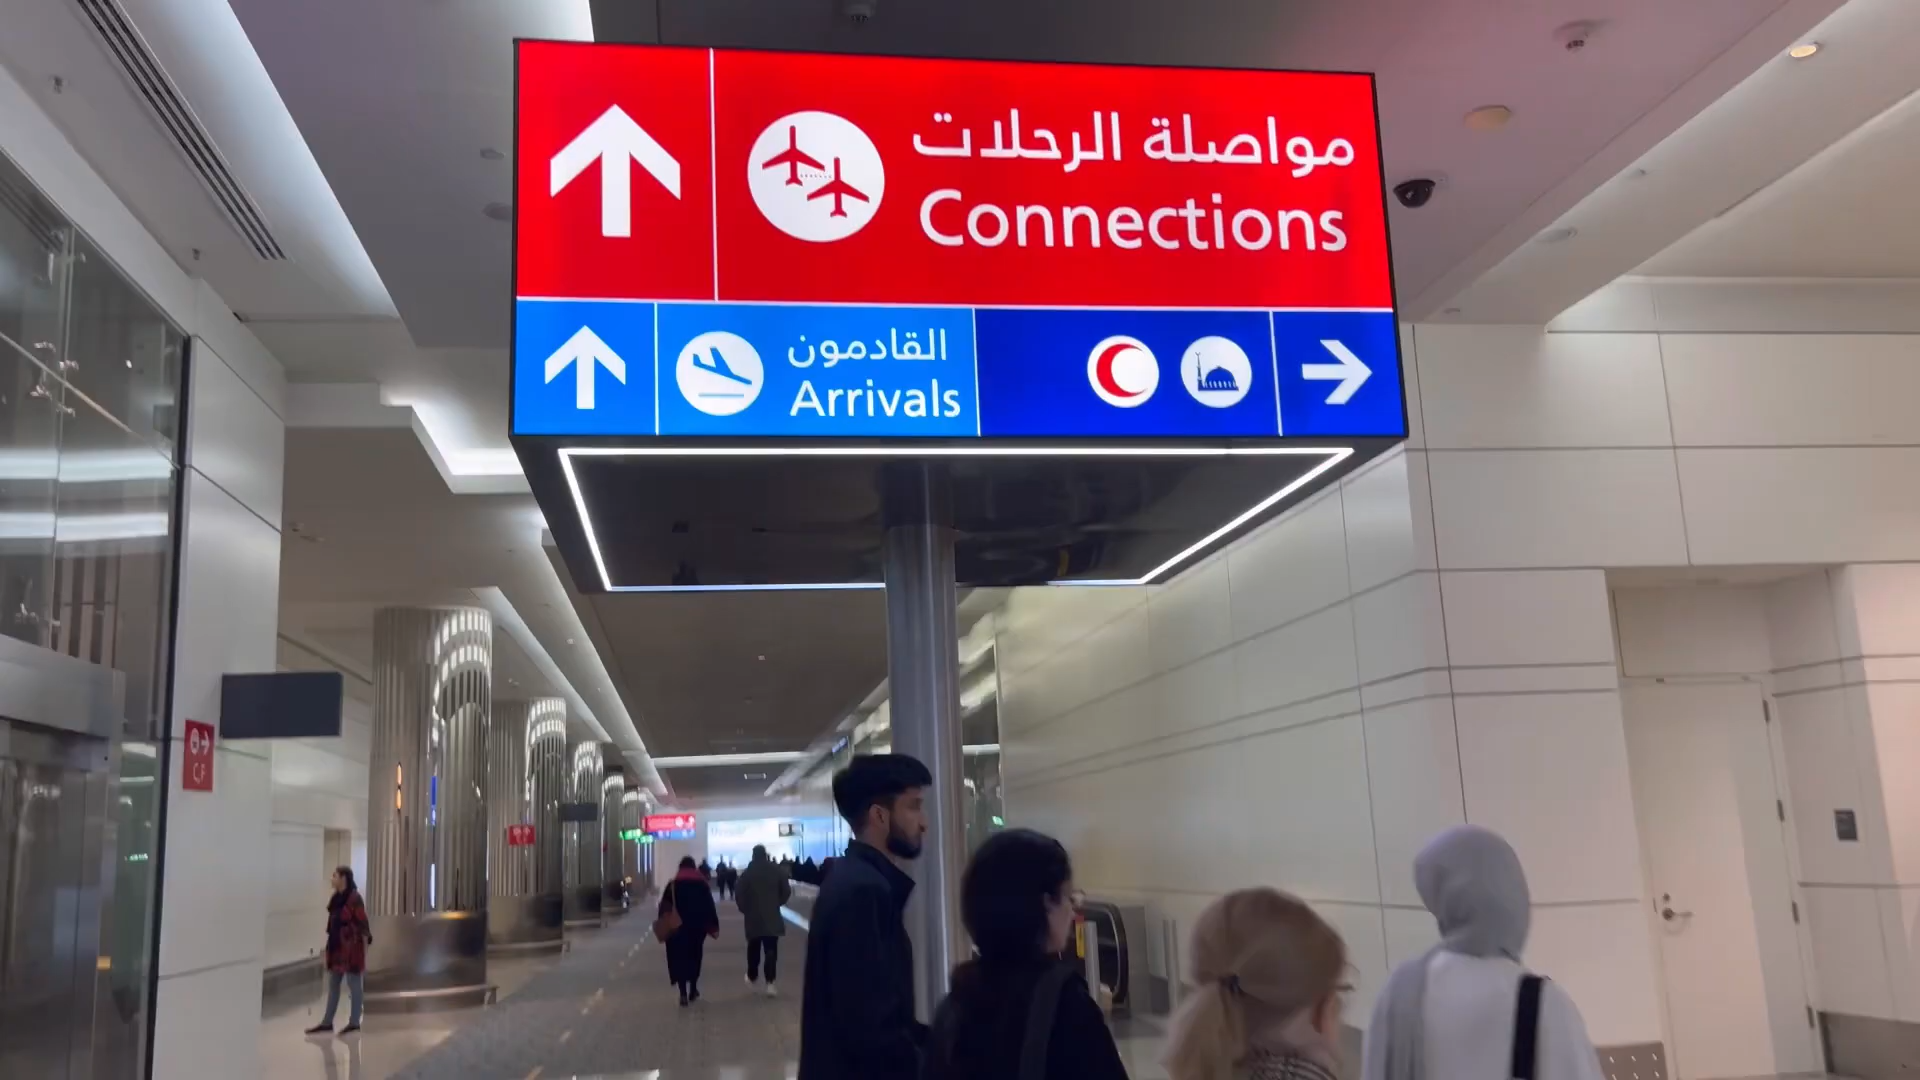 مواصلة الرحلات
Connections
القادمون
Arrivals
C,F